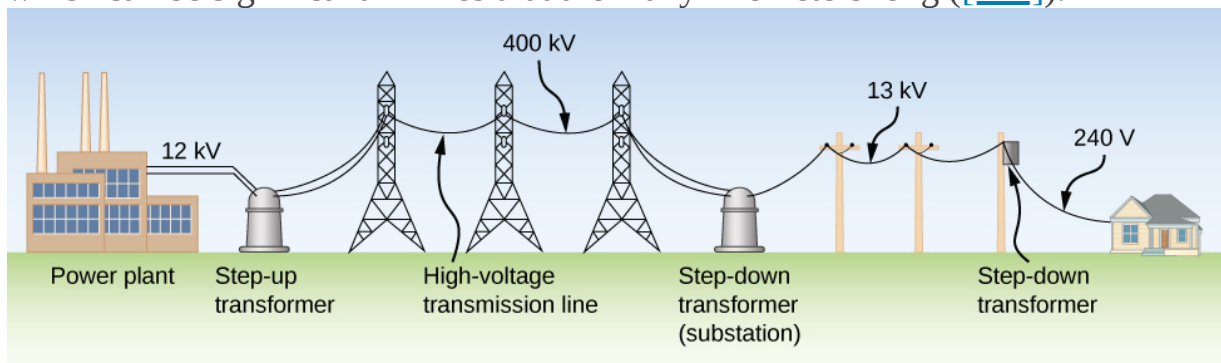 400 kV
13 kV
12 kV
240 V
Power plant
Step-up
transformer
High-voltage
transmission line
Step-down
transformer
(substation)
Step-down
transformer